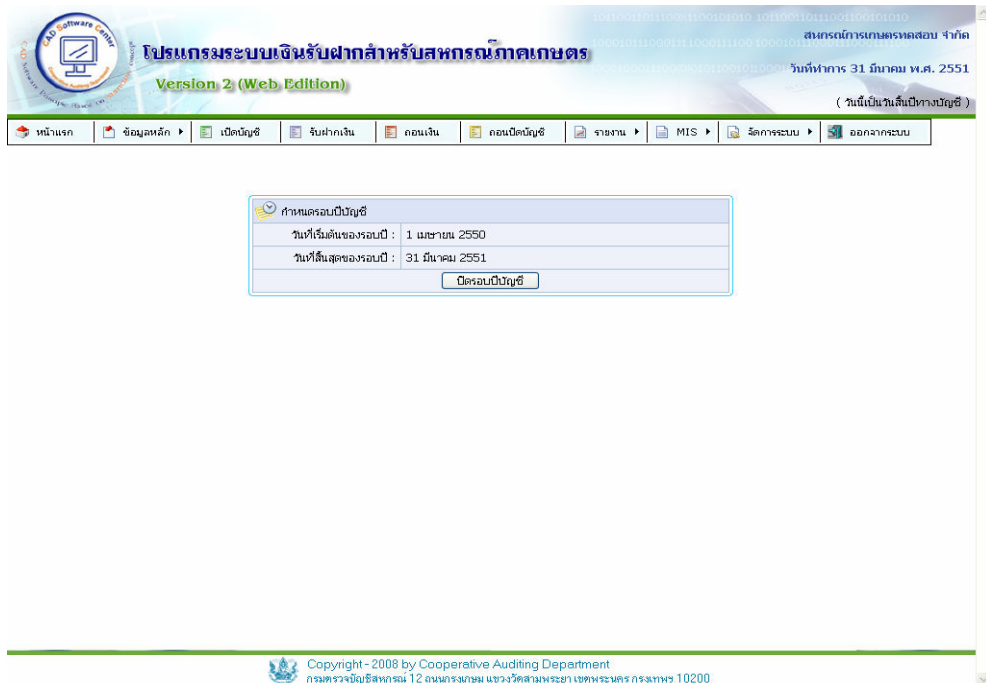 CAD Software Center
โปรแกรมระบบเงินรับฝากสำหรับสหกรณ์ภาคเกษตร
Version 2 (Web Edition)
สหกรณ์การเกษตรทดสอบ จำกัด
วันที่ทำการ 31 มีนาคม พ.ศ. 2551
( วันนี้เป็นวันสิ้นปีทางบัญชี )
หน้าแรก ข้อมูลหลัก เปิดบัญชี รับฝากเงิน ถอนเงิน ถอนปิดบัญชี รายงาน MIS จัดการระบบ ออกจากระบบ
กำหนดรอบปีบัญชี
วันที่เริ่มต้นของรอบปี : 1 เมษายน 2550
วันที่สิ้นสุดของรอบปี : 31 มีนาคม 2551
ปิดรอบปีบัญชี
Copyright - 2008 by Cooperative Auditing Department
กรมตรวจบัญชีสหกรณ์ 12 ถนนกรุงเกษม แขวงวัดสามพระยา เขตพระนคร กรุงเทพฯ 10200